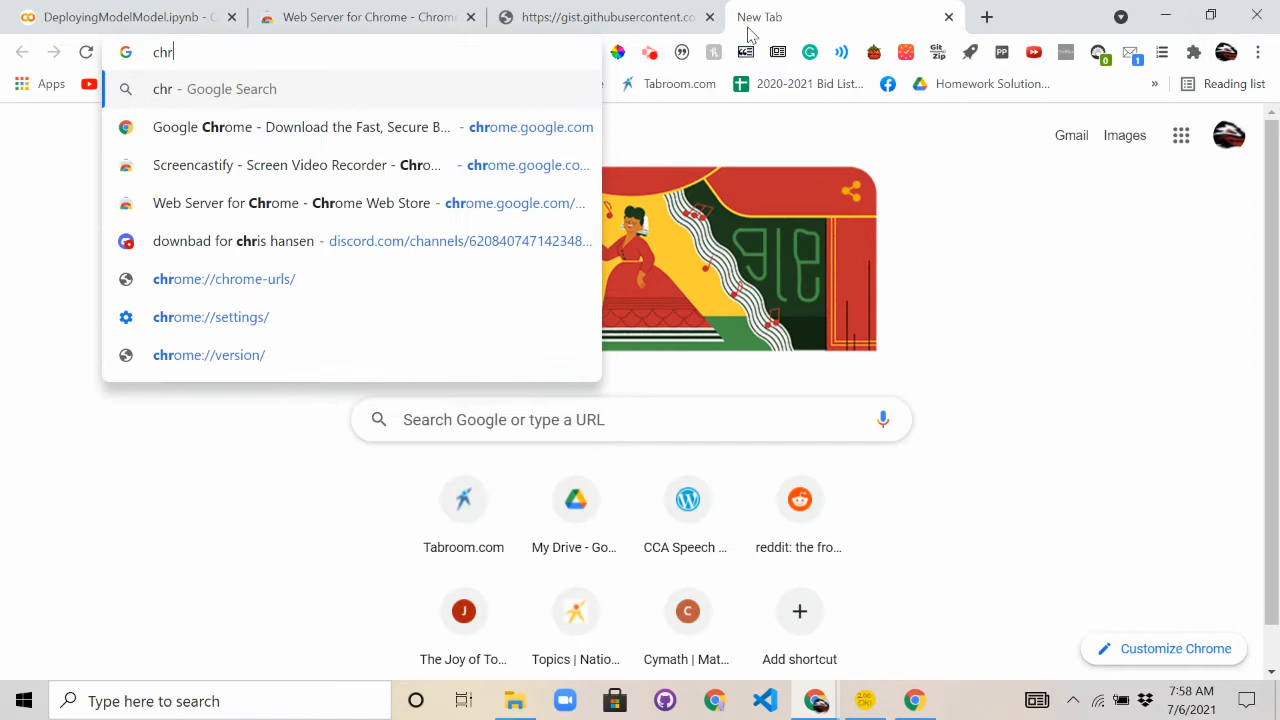 DeployingModelModel.ipynb - C
Web Server for Chrome - Chrome
https://gist.githubusercontent.co
New Tab
chr
Apps
Tabroom.com
2020-2021 Bid List...
Homework Solution...
»
Reading list
chr - Google Search
Google Chrome - Download the Fast, Secure B... - chrome.google.com
Screencastify - Screen Video Recorder - Chro... - chrome.google.co...
Web Server for Chrome - Chrome Web Store - chrome.google.com/...
downbad for chris hansen - discord.com/channels/620840747142348...
chrome://chrome-urls/
chrome://settings/
chrome://version/
Gmail
Images
Search Google or type a URL
Tabroom.com
My Drive - Go...
CCA Speech ...
reddit: the fro...
J
C
The Joy of To...
Topics | Natio...
Cymath | Mat...
Add shortcut
Customize Chrome
Type here to search
7:58 AM
7/6/2021